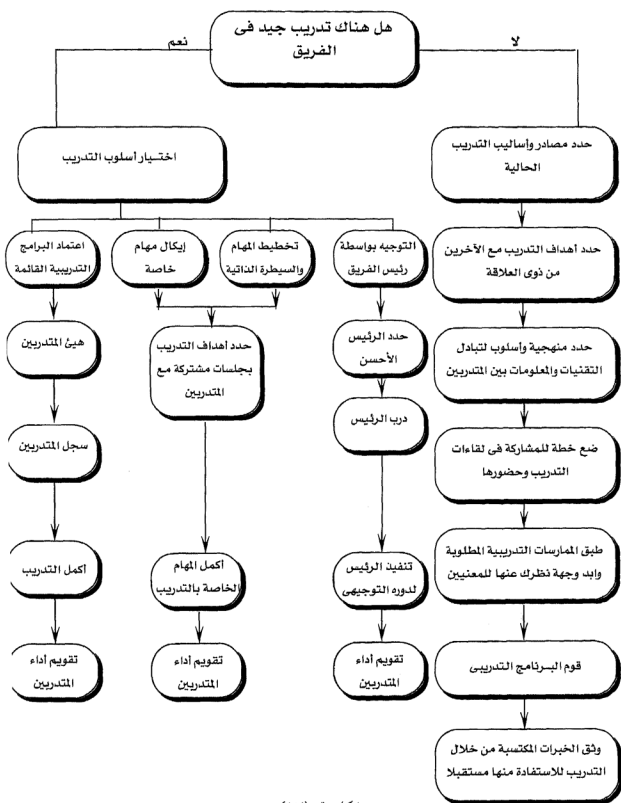 هل هناك تدريب جيد فى
الفريق
لا
نعم
حدد مصادر وأساليب التدريب
الحالية
حدد أهداف التدريب مع الآخرين
من ذوى العلاقة
حدد منهجية وأسلوب لتبادل
التقنيات والمعلومات بين المتدربين
ضع خطة للمشاركة فى لقاءات
التدريب وحضورها
طبق الممارسات التدريبية المطلوبة
وابد وجهة نظرك عنها للمعنيين
قوم البرنامج التدريبى
وثق الخبرات المكتسبة من خلال
التدريب للاستفادة منها مستقبلا
اختيار أسلوب التدريب
التوجيه بواسطة
رئيس الفريق
حدد الرئيس
الأحسن
درب الرئيس
تنفيذ الرئيس
لدوره التوجيهى
تقويم أداء
المتدربين
تخطيط المهام
والسيطرة الذاتية
إيكال مهام
خاصة
حدد أهداف التدريب
بجلسات مشتركة مع
المتدربين
أكمل المهام
الخاصة بالتدريب
تقويم أداء
المتدربين
اعتماد البرامج
التدريبية القائمة
هيئ المتدربين
سجل المتدربين
أكمل التدريب
تقويم أداء
المتدربين